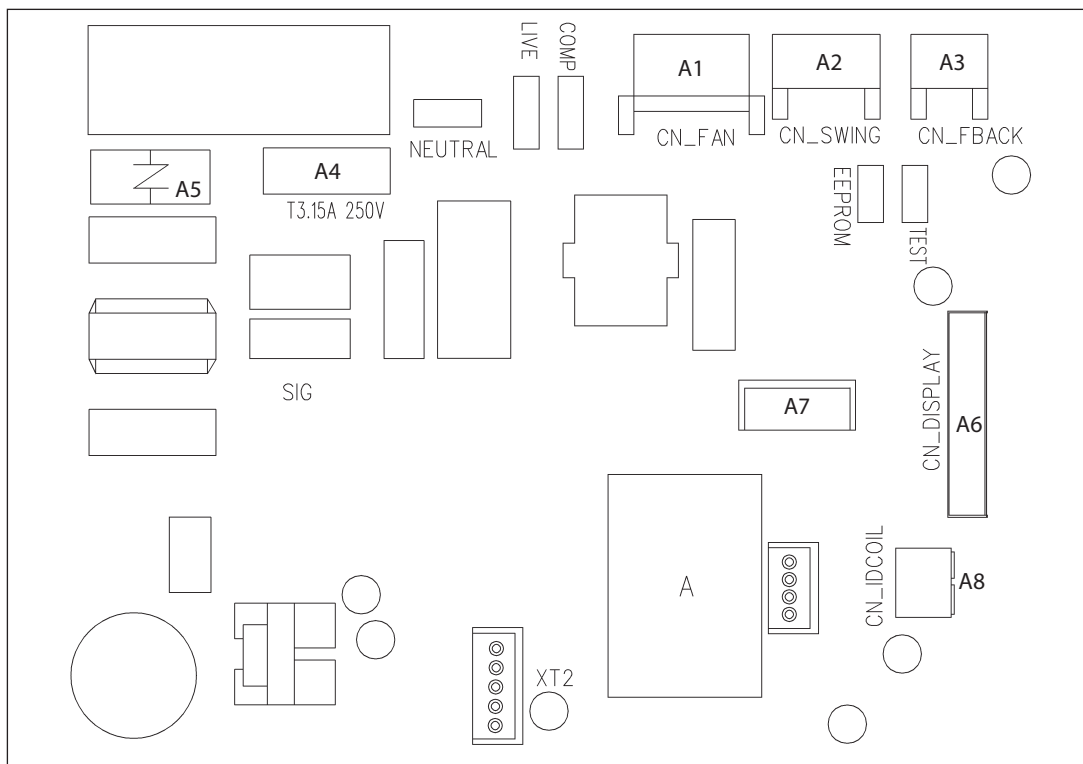 LIVE
COMP
A1
A2
A3
CN_FAN
CN_SWING
CN_FBACK
NEUTRAL
A4
A5
T3.15A 250V
EEPROM
TEST
SIG
CN_DISPLAY
A7
A6
CN_IDCOIL
A
A8
XT2